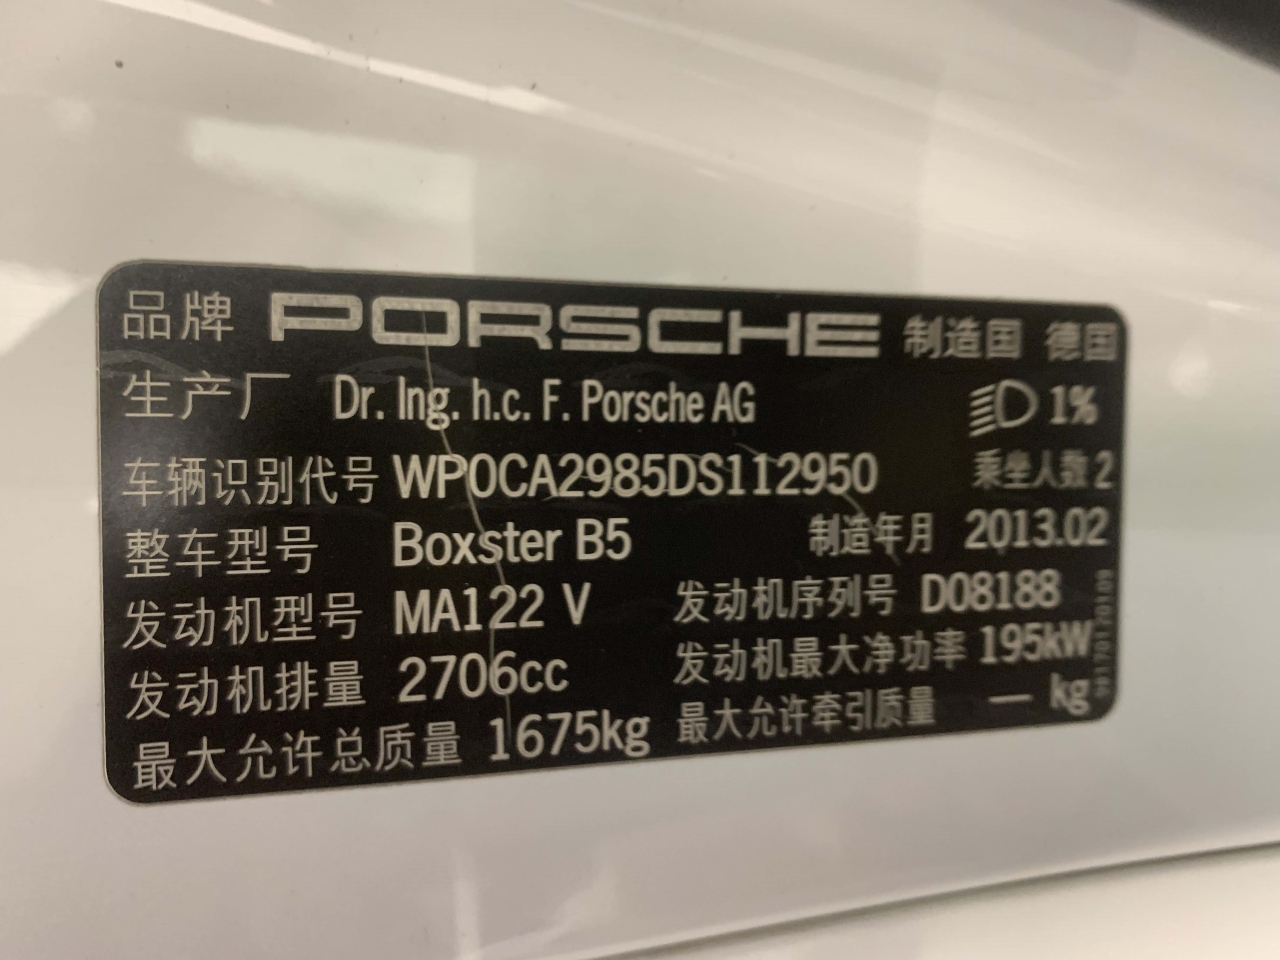 品牌 PORSCHE 制造国 德国
生产厂 Dr. Ing. h.c. F. Porsche AG 1%
车辆识别代号 WP0CA2985DS112950 乘坐人数 2
整车型号 Boxster B5 制造年月 2013.02
发动机型号 MA122 V 发动机序列号 D08188
发动机排量 2706cc 发动机最大净功率 195kW
最大允许总质量 1675kg 最大允许牵引质量 — kg